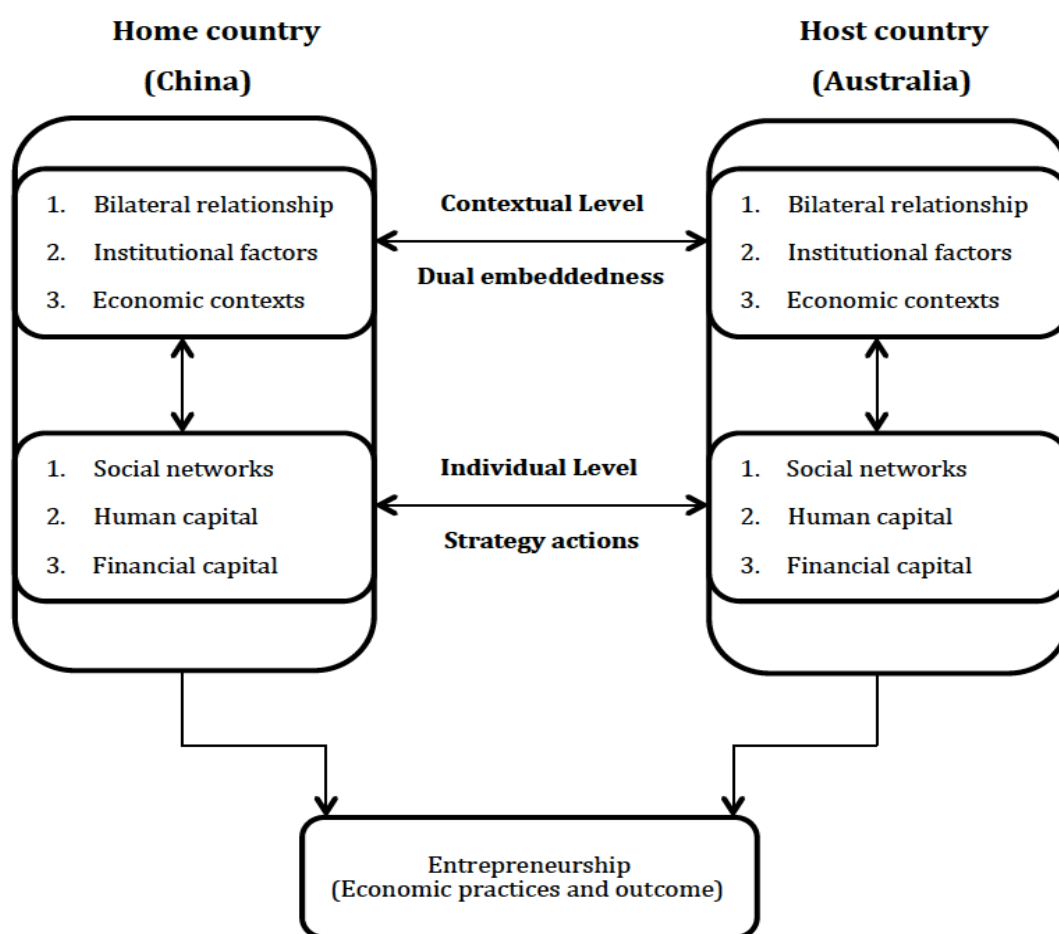 Home country
(China)
Host country
(Australia)
1. Bilateral relationship
2. Institutional factors
3. Economic contexts
Contextual Level
Dual embeddedness
1. Bilateral relationship
2. Institutional factors
3. Economic contexts
1. Social networks
2. Human capital
3. Financial capital
Individual Level
Strategy actions
1. Social networks
2. Human capital
3. Financial capital
Entrepreneurship
(Economic practices and outcome)